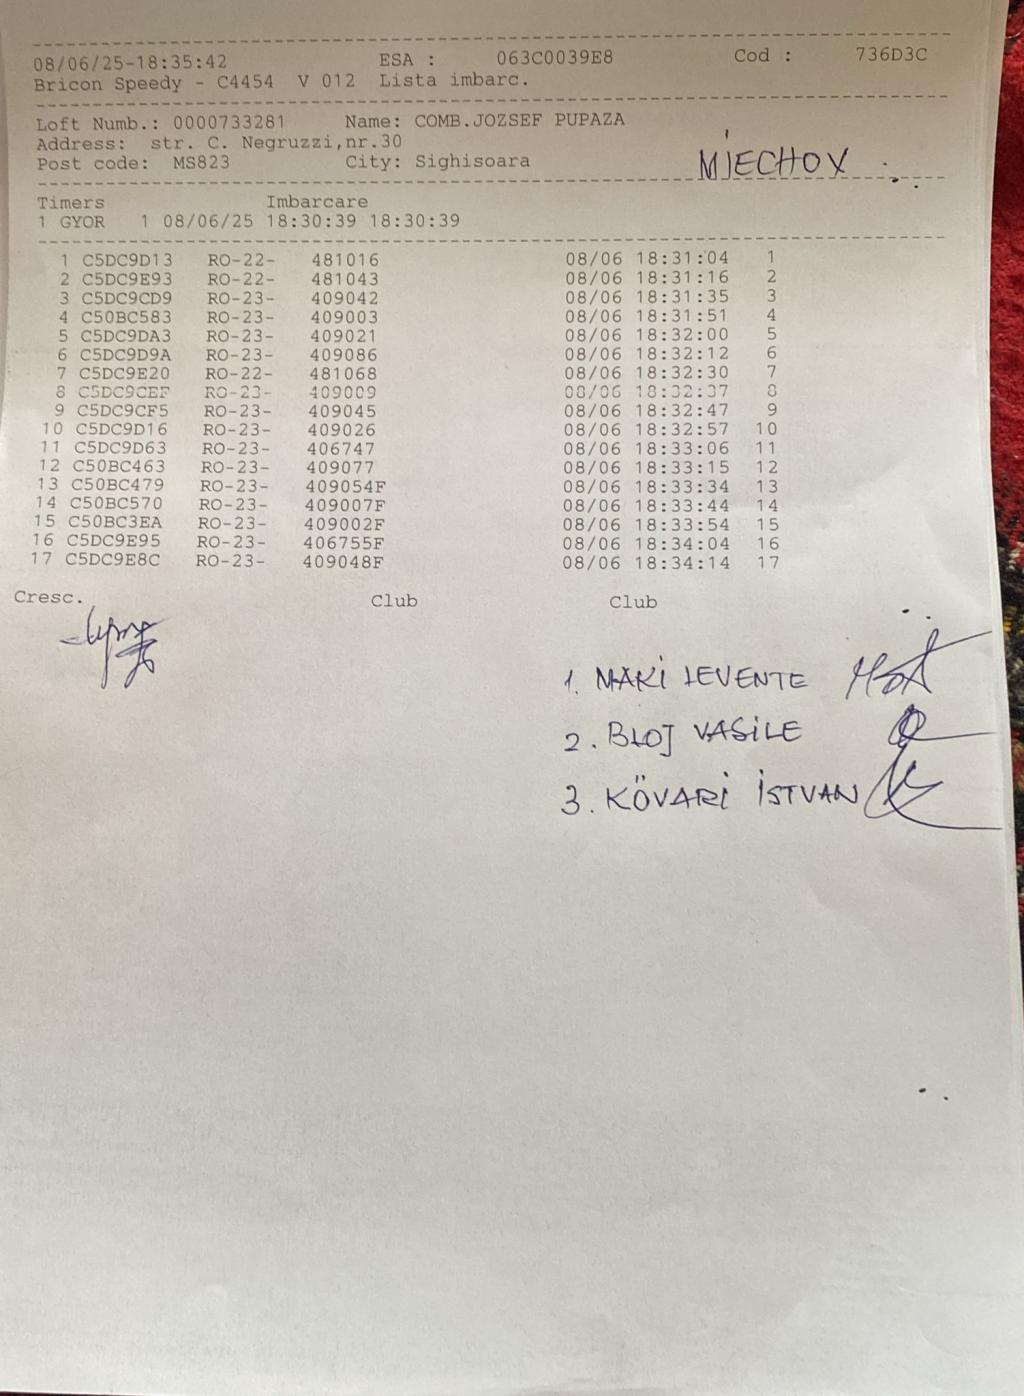 08/06/25-18:35:42 ESA : 063C0039E8 Cod : 736D3C
Bricon Speedy - C4454 V 012 Lista imbarc.
Loft Numb.: 0000733281 Name: COMB.JOZSEF PUPAZA
Address: str. C. Negruzzi,nr.30
Post code: MS823 City: Sighisoara
MIECHOV
Timers Imbarcare
1 GYOR 1 08/06/25 18:30:39 18:30:39
1 C5DC9D13 RO-22- 481016 08/06 18:31:04 1
2 C5DC9E93 RO-22- 481043 08/06 18:31:16 2
3 C5DC9CD9 RO-23- 409042 08/06 18:31:35 3
4 C50BC583 RO-23- 409003 08/06 18:31:51 4
5 C5DC9DA3 RO-23- 409021 08/06 18:32:00 5
6 C5DC9D9A RO-23- 409086 08/06 18:32:12 6
7 C5DC9E20 RO-22- 481068 08/06 18:32:30 7
8 C5DC9CEF RO-23- 409009 08/06 18:32:37 8
9 C5DC9CF5 RO-23- 409045 08/06 18:32:47 9
10 C5DC9D16 RO-23- 409026 08/06 18:32:57 10
11 C5DC9D63 RO-23- 406747 08/06 18:33:06 11
12 C50BC463 RO-23- 409077 08/06 18:33:15 12
13 C50BC479 RO-23- 409054F 08/06 18:33:34 13
14 C50BC570 RO-23- 409007F 08/06 18:33:44 14
15 C50BC3EA RO-23- 409002F 08/06 18:33:54 15
16 C5DC9E95 RO-23- 406755F 08/06 18:34:04 16
17 C5DC9E8C RO-23- 409048F 08/06 18:34:14 17
Cresc. Club Club
1. MAKI LEVENTE
2. BLOJ VASILE
3. KÖVARI ISTVAN